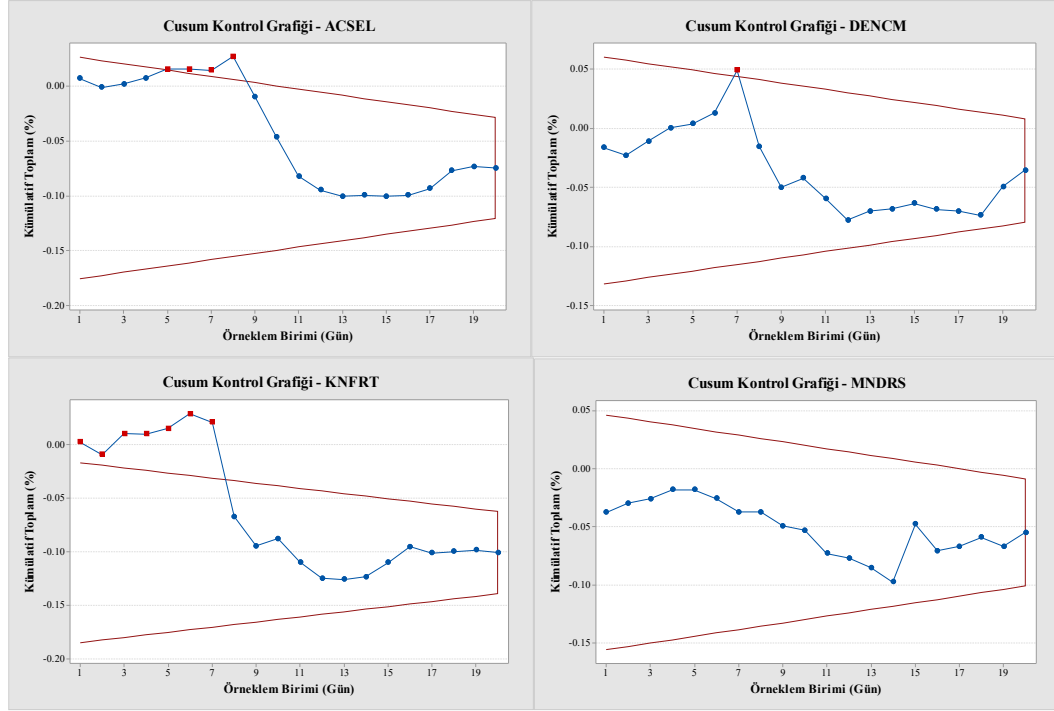 Cusum Kontrol Grafiği - ACSEL
Kümülatif Toplam (%)
0.00
-0.05
-0.10
-0.15
-0.20
1 3 5 7 9 11 13 15 17 19
Örneklem Birimi (Gün)
Cusum Kontrol Grafiği - DENCM
Kümülatif Toplam (%)
0.05
0.00
-0.05
-0.10
-0.15
1 3 5 7 9 11 13 15 17 19
Örneklem Birimi (Gün)
Cusum Kontrol Grafiği - KNFRT
Kümülatif Toplam (%)
0.00
-0.05
-0.10
-0.15
-0.20
1 3 5 7 9 11 13 15 17 19
Örneklem Birimi (Gün)
Cusum Kontrol Grafiği - MNDRS
Kümülatif Toplam (%)
0.05
0.00
-0.05
-0.10
-0.15
1 3 5 7 9 11 13 15 17 19
Örneklem Birimi (Gün)